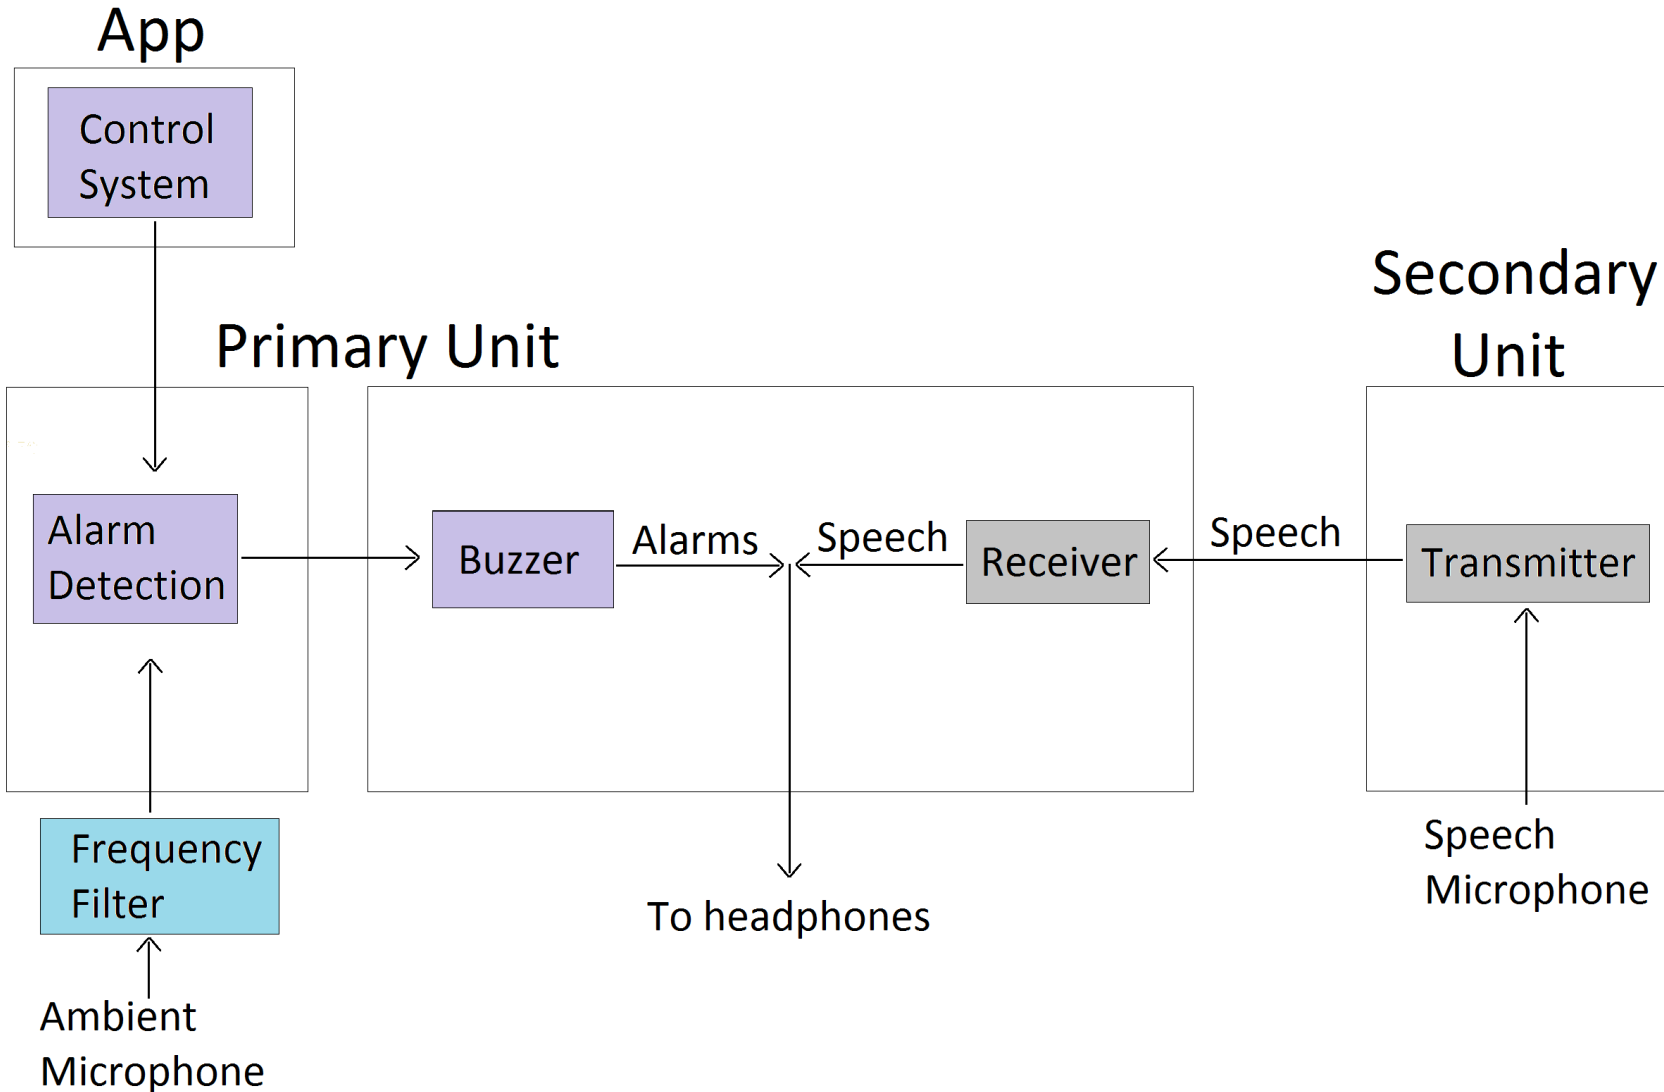 App
Control
System
Primary Unit
Secondary
Unit
Alarm
Detection
Buzzer
Alarms
Speech
Receiver
Speech
Transmitter
Frequency
Filter
To headphones
Speech
Microphone
Ambient
Microphone